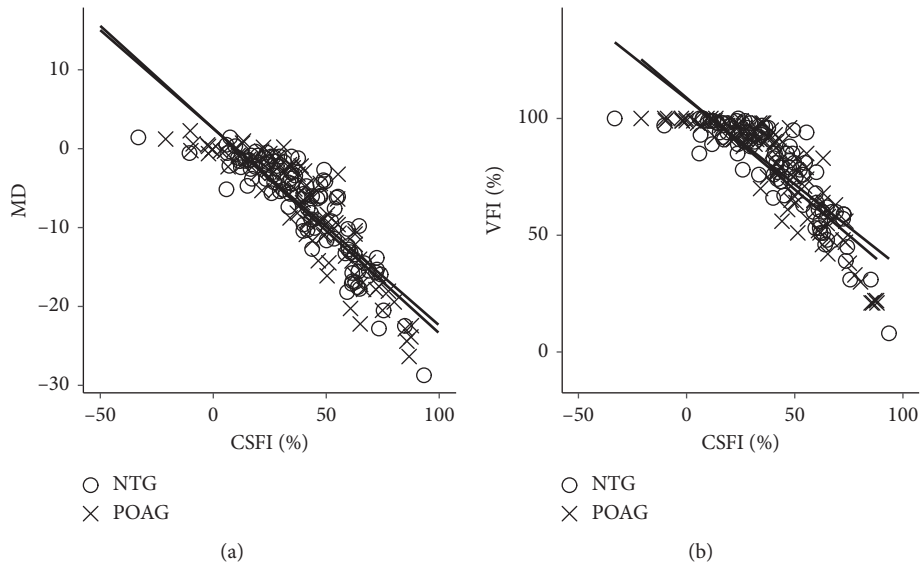 10
0
–10
–20
–30
MD
–50
0
50
100
CSFI (%)
NTG
POAG
(a)
100
50
0
VFI (%)
–50
0
50
100
CSFI (%)
NTG
POAG
(b)